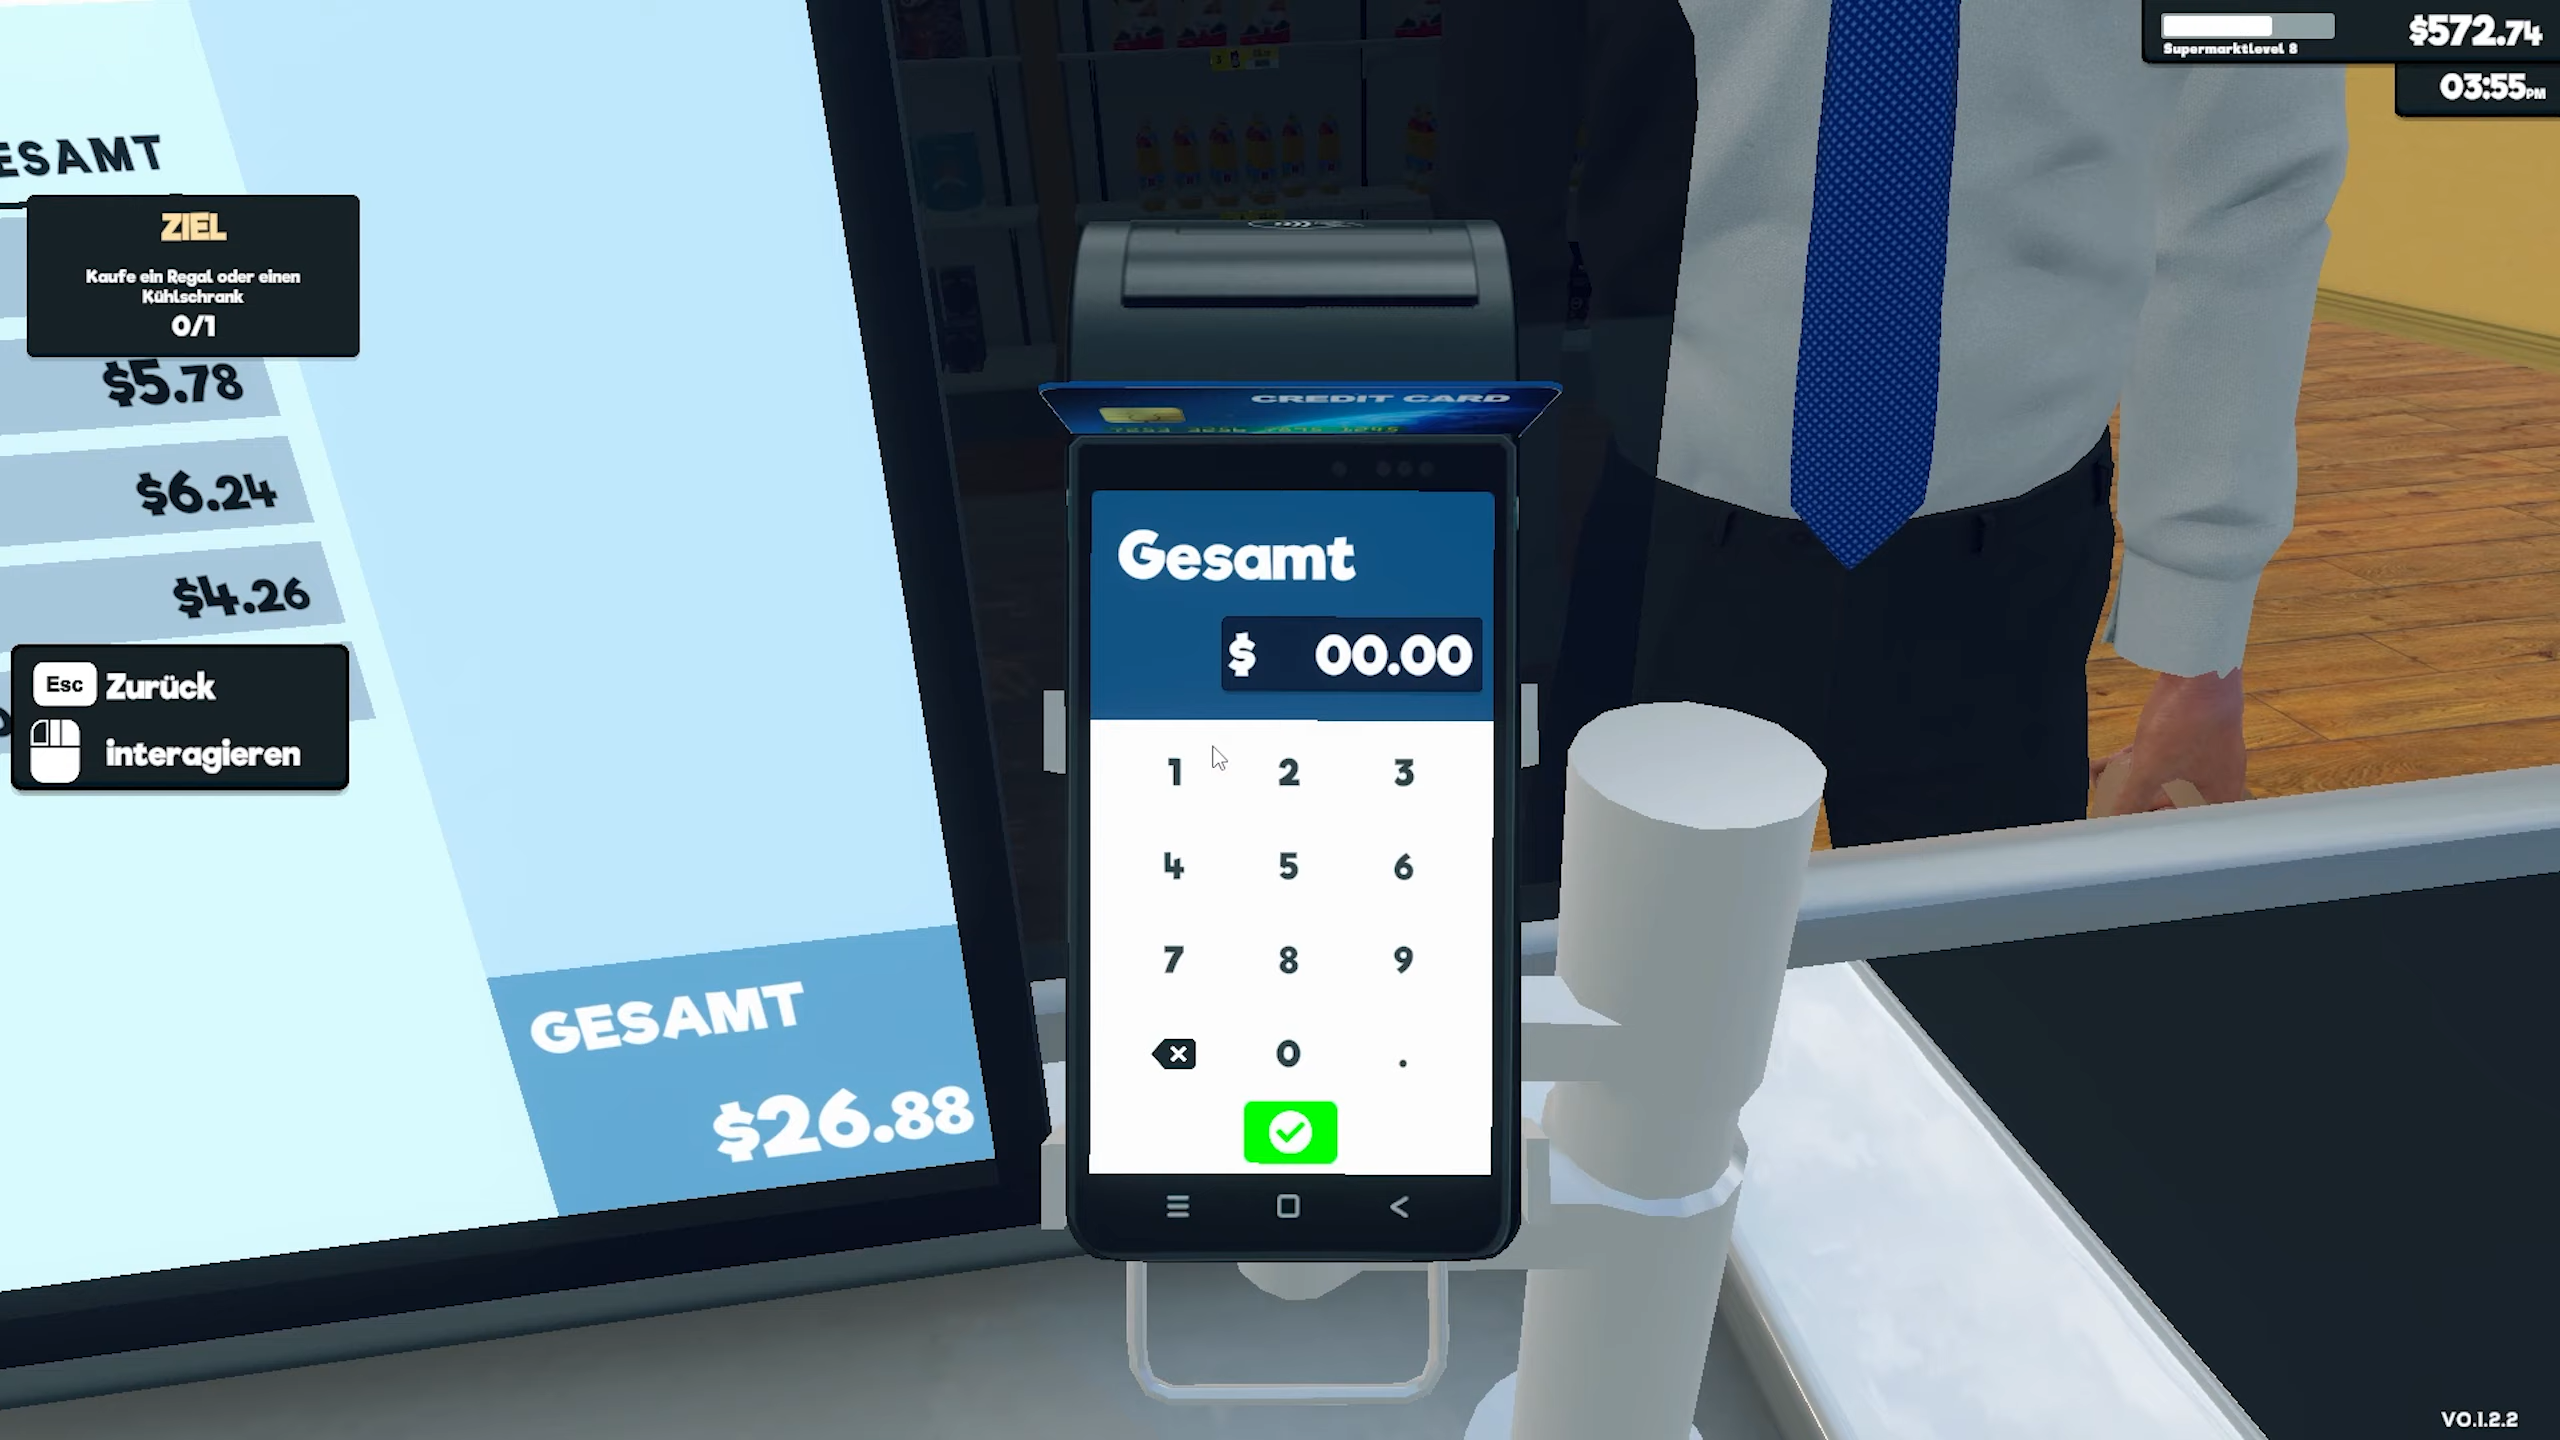 $572.74
Supermarktlevel 8
03:55PM
ESAMT
ZIEL
Kaufe ein Regal oder einen
Kühlschrank
0/1
$5.78
$6.24
$4.26
Esc Zurück
interagieren
GESAMT
$26.88
CREDIT CARD
Gesamt
$ 00.00
1 2 3
4 5 6
7 8 9
0 .
V0.1.2.2